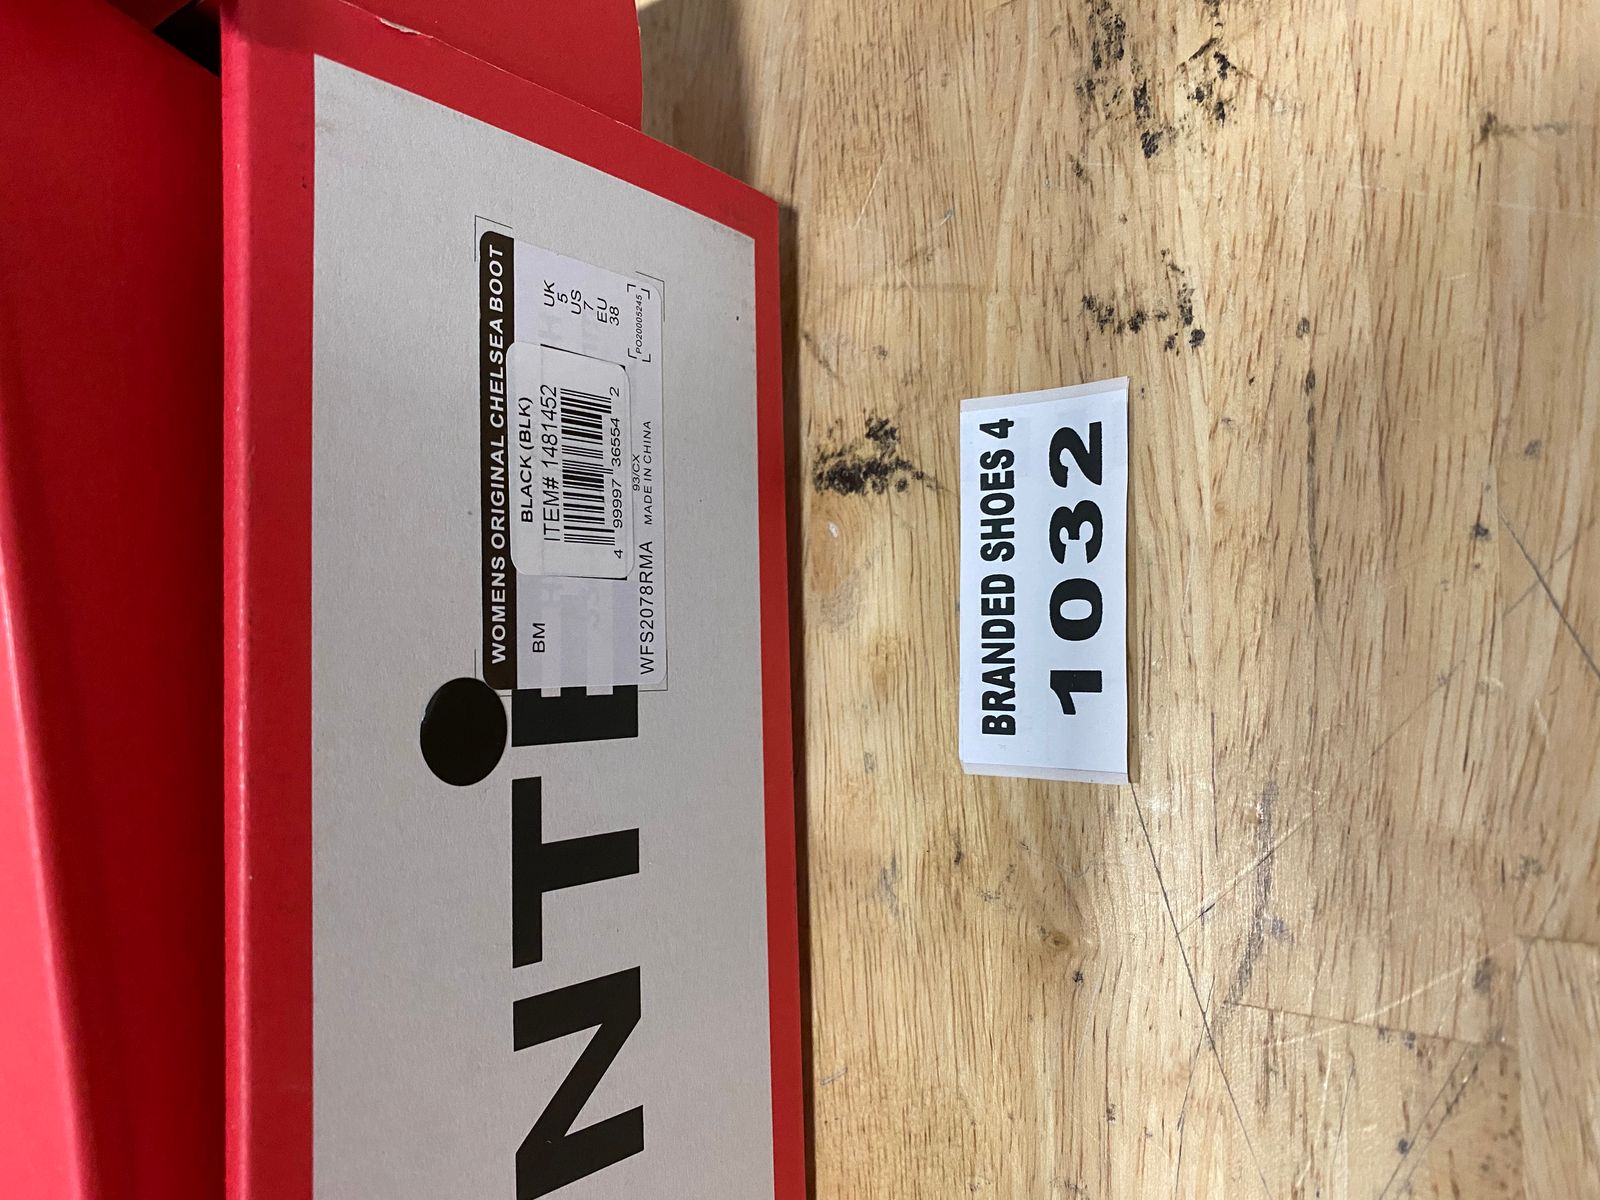 WOMENS ORIGINAL CHELSEA BOOT
BLACK (BLK)
ITEM# 1481452
4 99997 36554 2
BM
UK
5
US
7
EU
38
93/CX
WFS2078RMA MADE IN CHINA
PO20005245
NT
BRANDED SHOES 4
1032